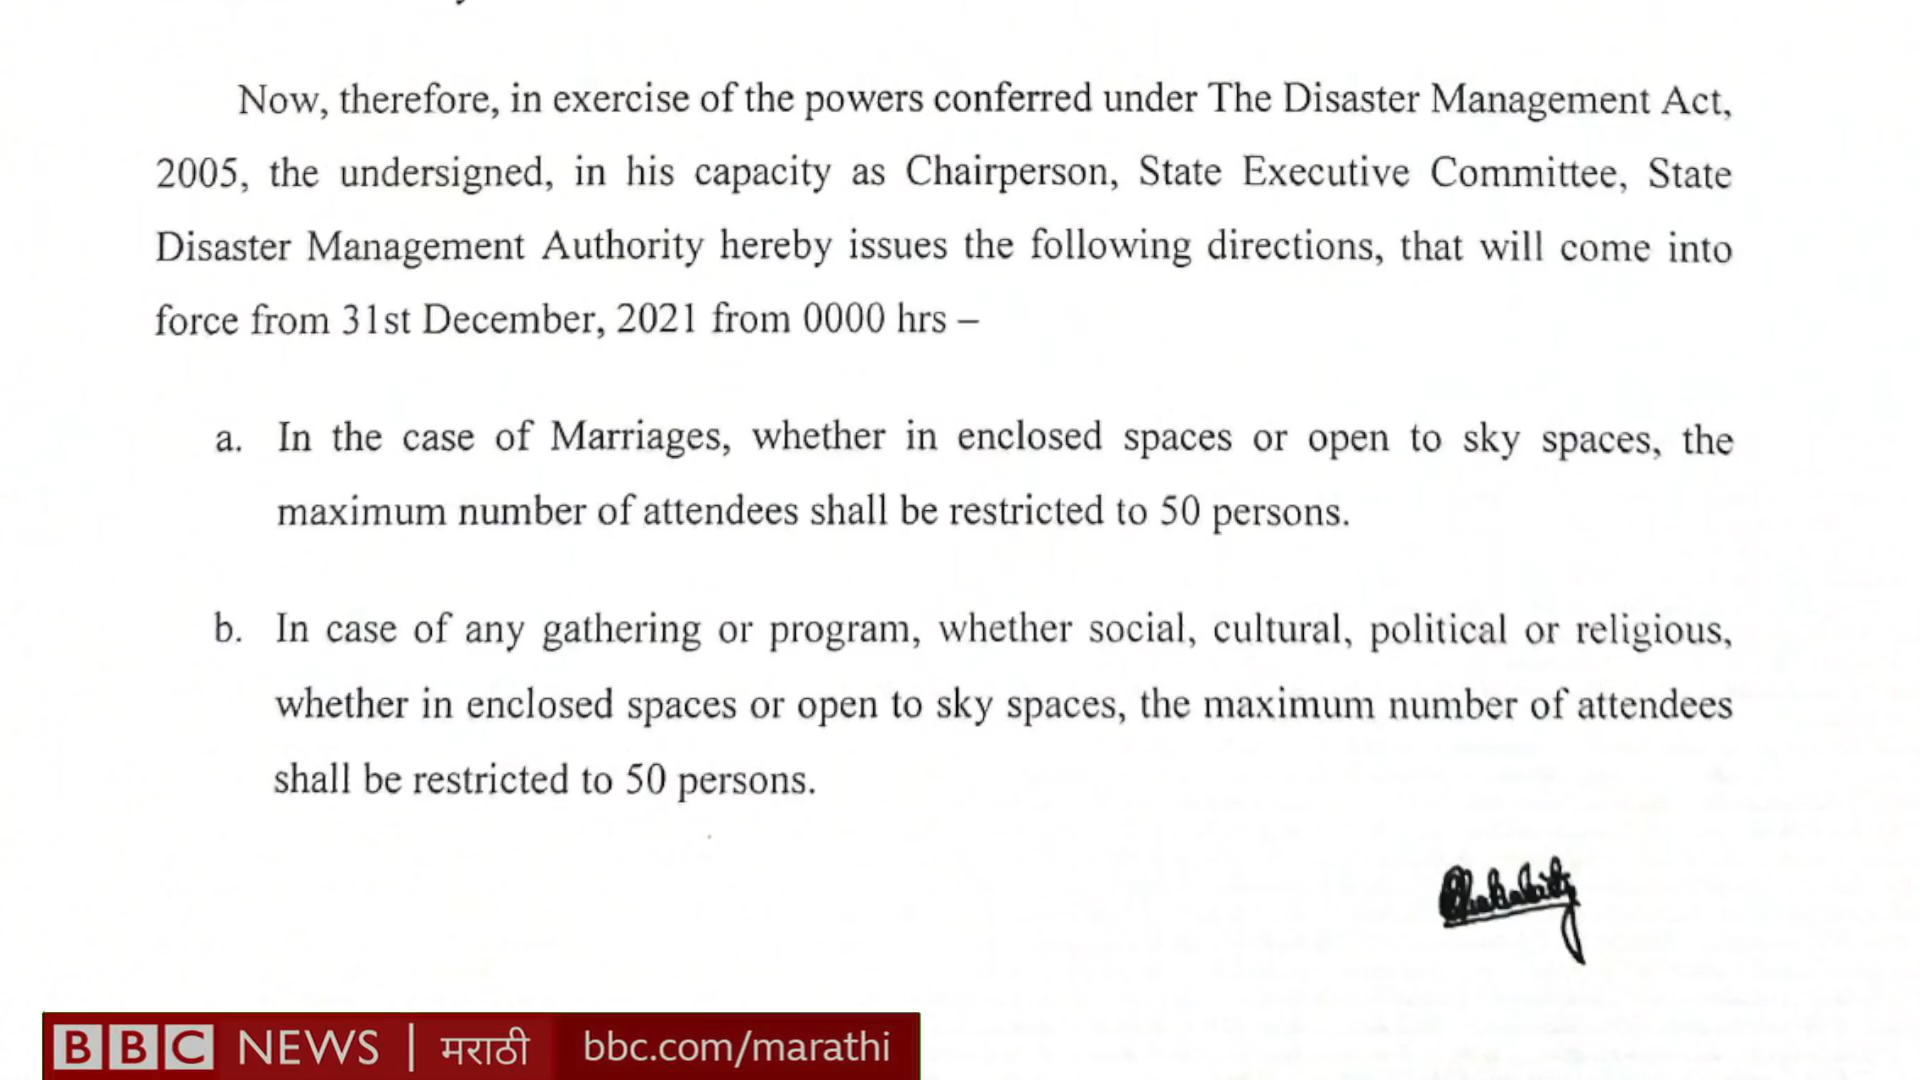 Now, therefore, in exercise of the powers conferred under The Disaster Management Act,
2005, the undersigned, in his capacity as Chairperson, State Executive Committee, State
Disaster Management Authority hereby issues the following directions, that will come into
force from 31st December, 2021 from 0000 hrs –
a. In the case of Marriages, whether in enclosed spaces or open to sky spaces, the
maximum number of attendees shall be restricted to 50 persons.
b. In case of any gathering or program, whether social, cultural, political or religious,
whether in enclosed spaces or open to sky spaces, the maximum number of attendees
shall be restricted to 50 persons.
BBC NEWS | मराठी bbc.com/marathi